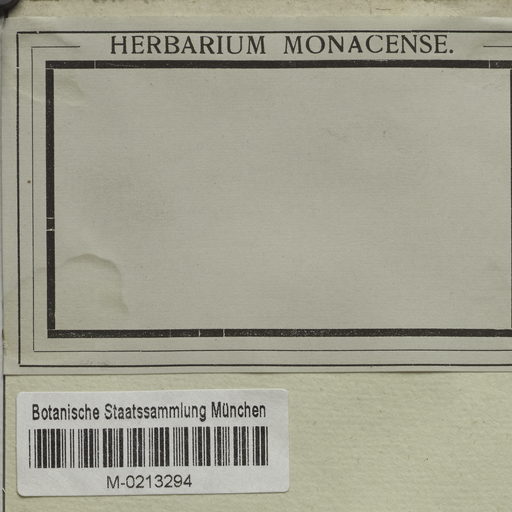 HERBARIUM MONACENSE.
Botanische Staatssammlung München
M-0213294